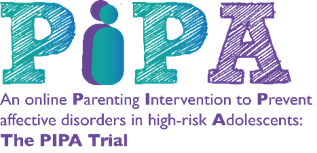 PiPA
An online Parenting Intervention to Prevent
affective disorders in high-risk Adolescents:
The PIPA Trial